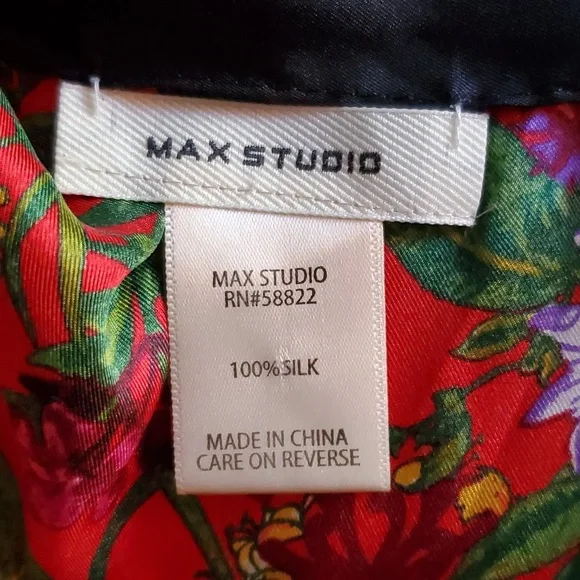 MAX STUDIO
MAX STUDIO
RN#58822
100%SILK
MADE IN CHINA
CARE ON REVERSE